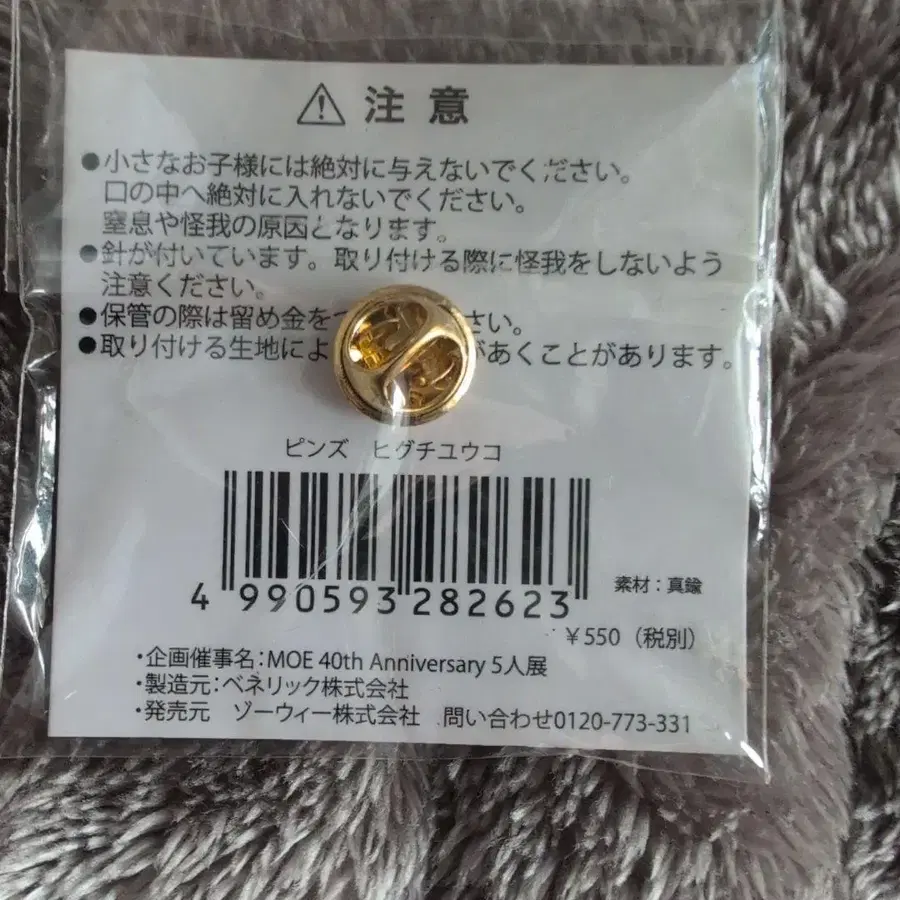 注意
●小さなお子様には絶対に与えないでください。
口の中へ絶対に入れないでください。
窒息や怪我の原因となります。
●針が付いています。取り付ける際に怪我をしないよう
注意ください。
●保管の際は留め金をつ さい。
●取り付ける生地によ があくことがあります。
ピンズ ヒグチユウコ
4 990593 282623
素材：真鍮
¥550（税別）
・企画催事名：MOE 40th Anniversary 5人展
・製造元：ベネリック株式会社
・発売元 ゾーウィー株式会社 問い合わせ0120-773-331